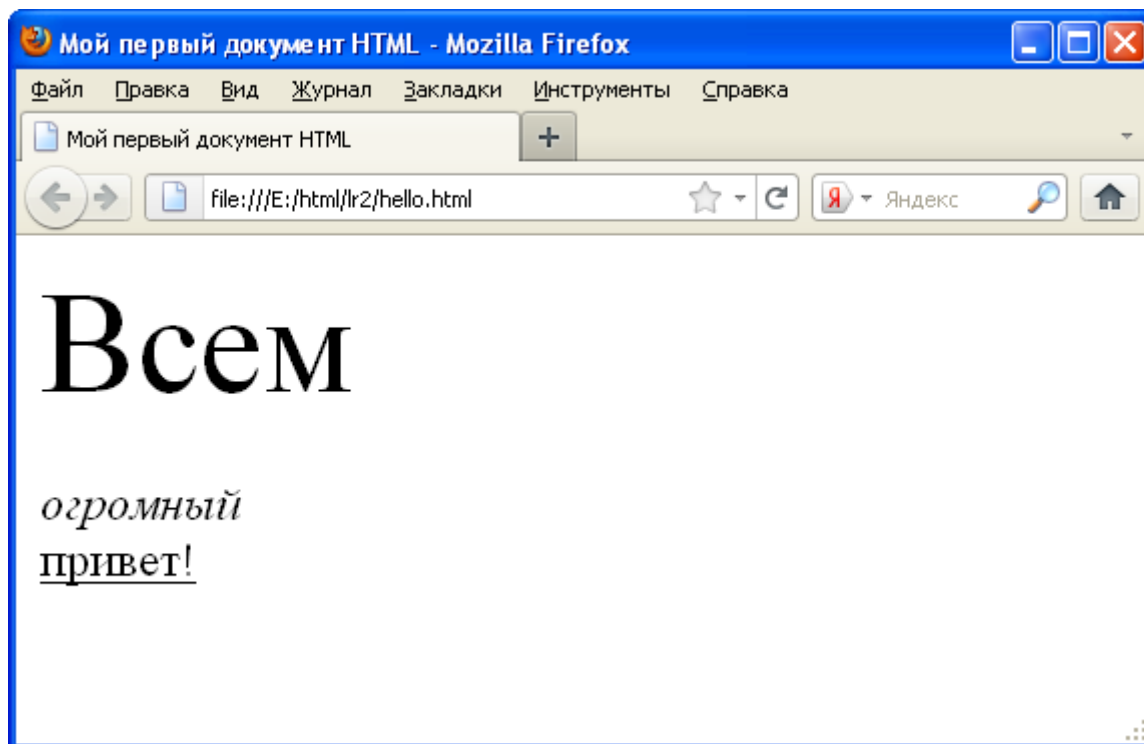 Мой первый документ HTML - Mozilla Firefox
Файл Правка Вид Журнал Закладки Инструменты Справка
Мой первый документ HTML
file:///E:/html/lr2/hello.html Я Яндекс
Всем
огромный
привет!